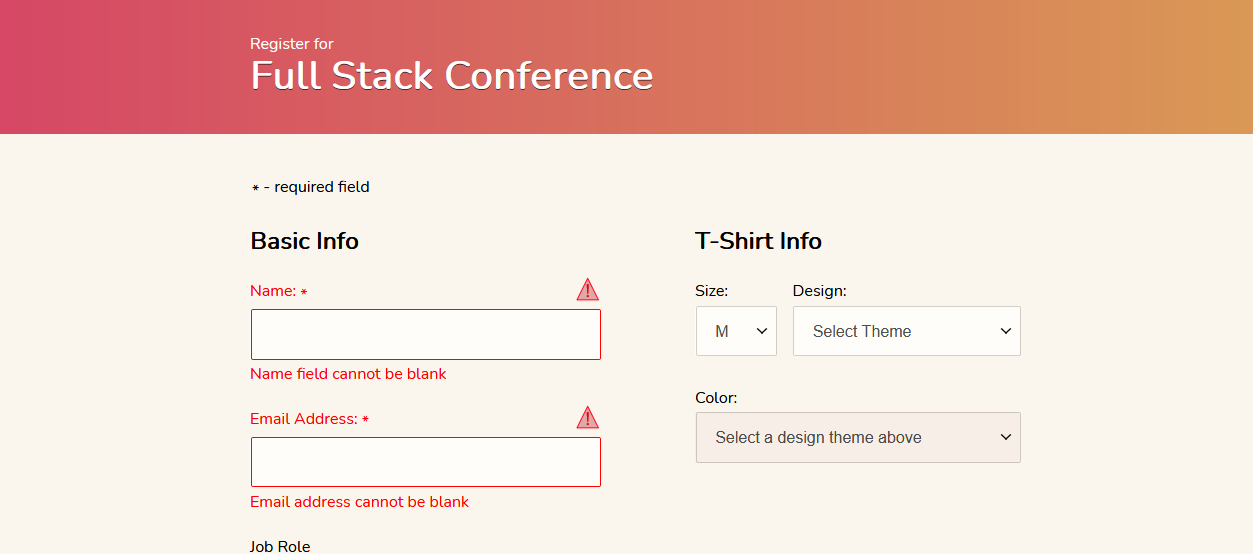 Register for
Full Stack Conference
* - required field
Basic Info
Name: *
Name field cannot be blank
Email Address: *
Email address cannot be blank
Job Role
T-Shirt Info
Size:
Design:
M
Select Theme
Color:
Select a design theme above